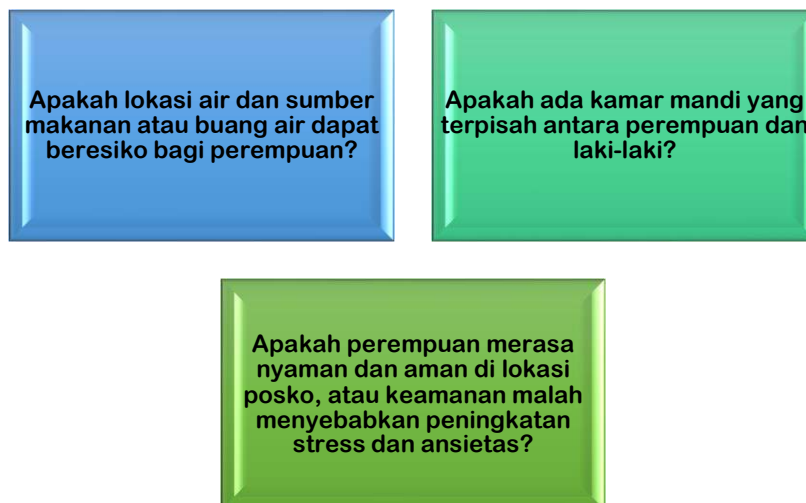 Apakah lokasi air dan sumber
makanan atau buang air dapat
beresiko bagi perempuan?
Apakah ada kamar mandi yang
terpisah antara perempuan dan
laki-laki?
Apakah perempuan merasa
nyaman dan aman di lokasi
posko, atau keamanan malah
menyebabkan peningkatan
stress dan ansietas?